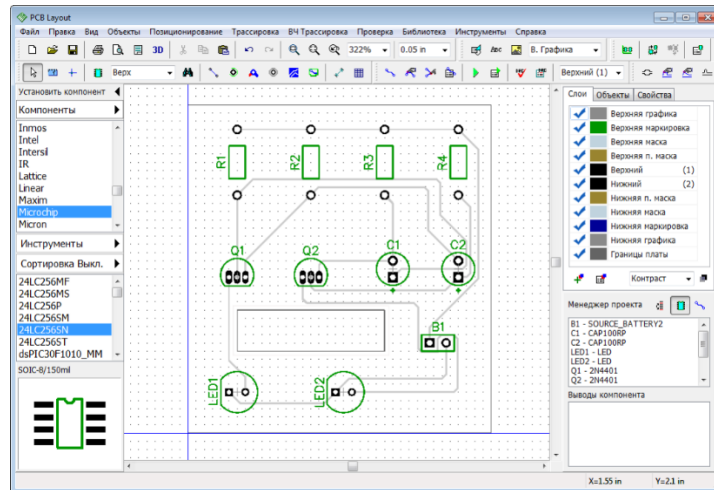 PCB Layout
Файл Правка Вид Объекты Позиционирование Трассировка ВЧ Трассировка Проверка Библиотека Инструменты Справка
3D 322% 0.05 in Abc В. Графика
Верх Верхний (1)
Установить компонент
Компоненты
Inmos
Intel
Intersil
IR
Lattice
Linear
Maxim
Microchip
Micron
Инструменты
Сортировка Выкл.
24LC256MF
24LC256MS
24LC256P
24LC256SM
24LC256SN
24LC256ST
dsPIC30F1010_MM
SOIC-8/150ml
R1 R2 R3 R4
Q1 Q2 C1 C2
B1
LED1 LED2
Слои Объекты Свойства
Верхняя графика
Верхняя маркировка
Верхняя маска
Верхняя п. маска
Верхний (1)
Нижний (2)
Нижняя п. маска
Нижняя маска
Нижняя маркировка
Нижняя графика
Границы платы
Контраст
Менеджер проекта
B1 - SOURCE_BATTERY2
C1 - CAP100RP
C2 - CAP100RP
LED1 - LED
LED2 - LED
Q1 - 2N4401
Q2 - 2N4401
Выводы компонента
X=1.55 in Y=2.1 in